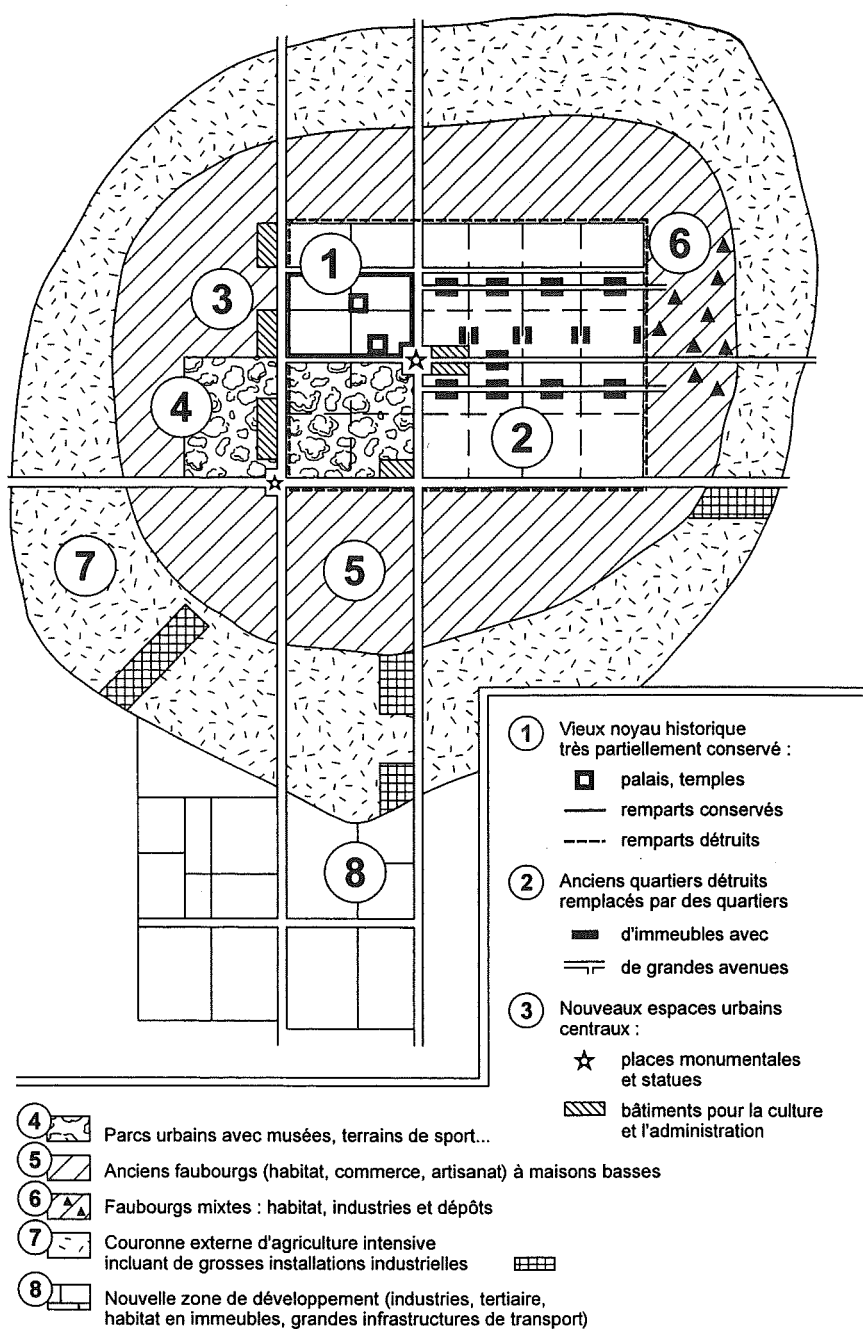 1
6
3
4
2
7
5
8
1 Vieux noyau historique
très partiellement conservé :
palais, temples
remparts conservés
remparts détruits
2 Anciens quartiers détruits
remplacés par des quartiers
d'immeubles avec
de grandes avenues
3 Nouveaux espaces urbains
centraux :
places monumentales
et statues
bâtiments pour la culture
et l'administration
4 Parcs urbains avec musées, terrains de sport...
5 Anciens faubourgs (habitat, commerce, artisanat) à maisons basses
6 Faubourgs mixtes : habitat, industries et dépôts
7 Couronne externe d'agriculture intensive
incluant de grosses installations industrielles
8 Nouvelle zone de développement (industries, tertiaire,
habitat en immeubles, grandes infrastructures de transport)